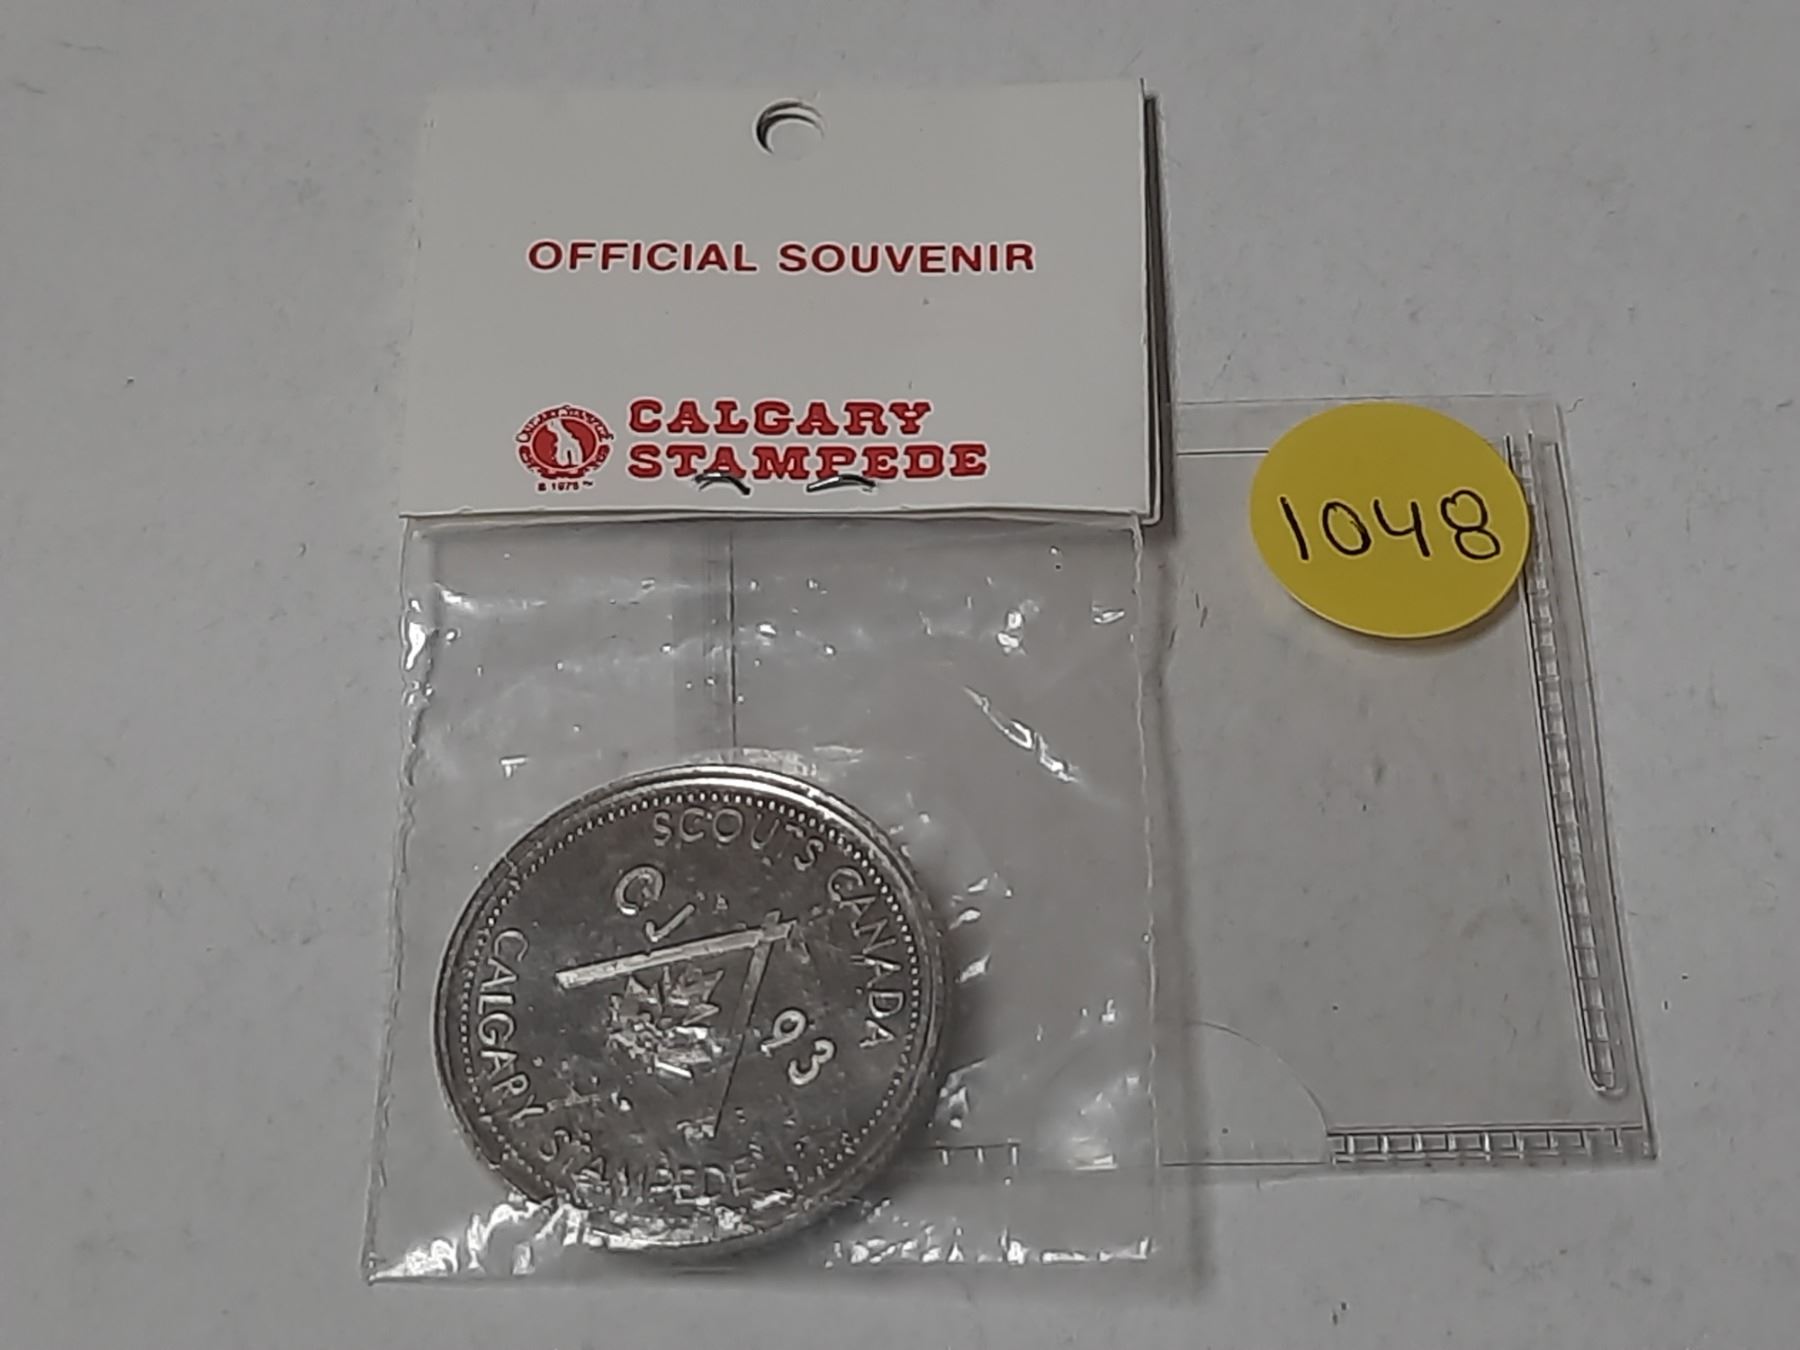 OFFICIAL SOUVENIR
CALGARY
STAMPEDE
1048
SCOUTS CANADA
CJ
93
CALGARY STAMPEDE